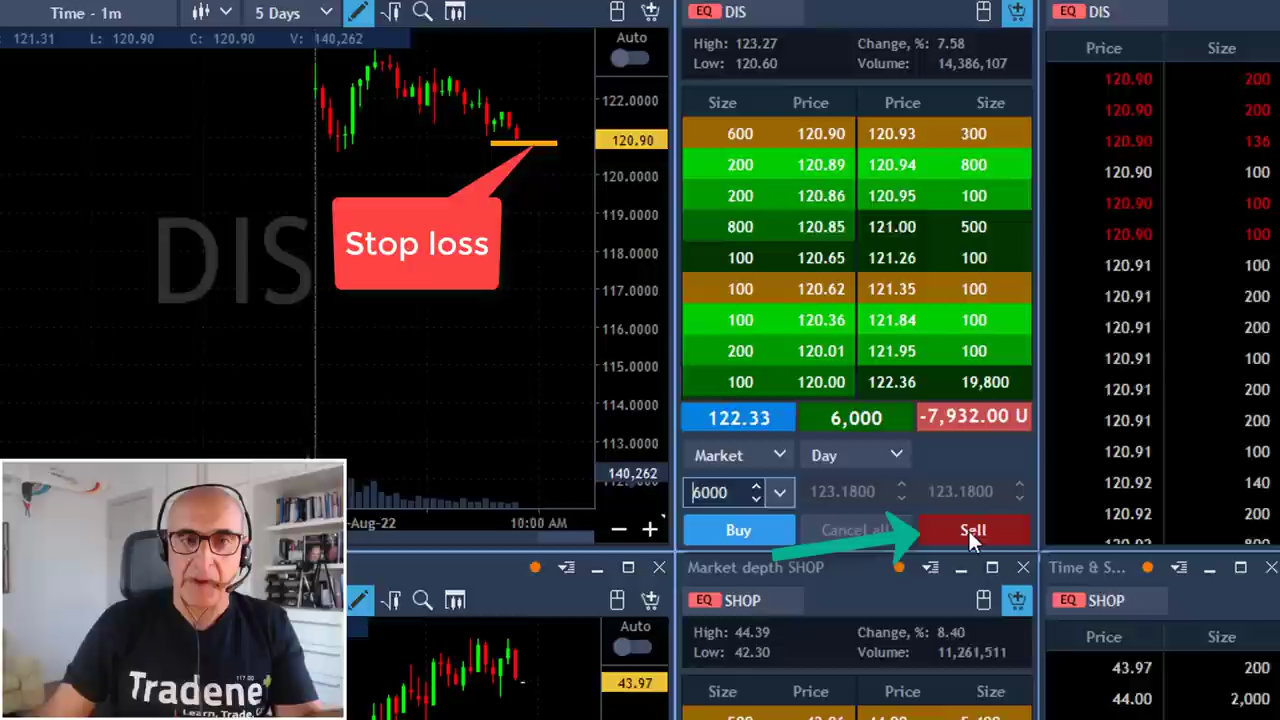 Time - 1m
5 Days
121.31 L: 120.90 C: 120.90 V: 140,262
Auto
122.0000
120.90
120.0000
119.0000
118.0000
117.0000
116.0000
115.0000
114.0000
113.0000
140,262
DIS
Stop loss
-Aug-22
10:00 AM
EQ DIS
High: 123.27 Change, %: 7.58
Low: 120.60 Volume: 14,386,107
Size Price Price Size
600 120.90 120.93 300
200 120.89 120.94 800
200 120.86 120.95 100
800 120.85 121.00 500
100 120.65 121.26 100
100 120.62 121.35 100
100 120.36 121.84 100
200 120.01 121.95 100
100 120.00 122.36 19,800
122.33 6,000 -7,932.00 U
Market Day
6000 123.1800 123.1800
Buy Cancel all Sell
EQ DIS
Price Size
120.90 200
120.90 200
120.90 136
120.90 100
120.90 100
120.90 100
120.91 100
120.91 200
120.91 200
120.91 100
120.91 100
120.91 200
120.91 100
120.92 140
120.92 200
Auto
43.97
Market depth SHOP
EQ SHOP
High: 44.39 Change, %: 8.40
Low: 42.30 Volume: 11,261,511
Size Price Price Size
Time & S...
EQ SHOP
Price Size
43.97 200
44.00 2,000
117.00
Tradene
Learn, Trade,